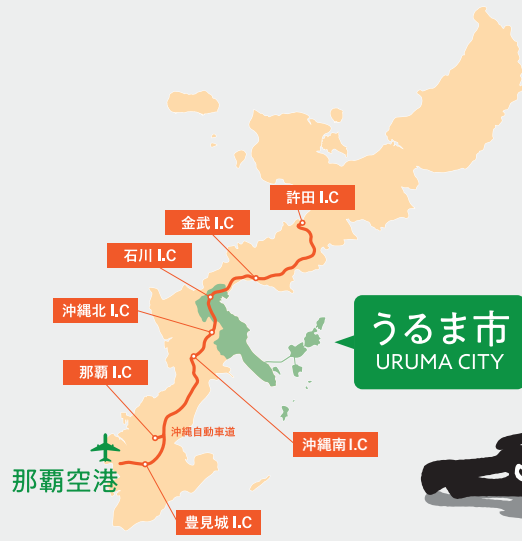 許田 I.C
金武 I.C
石川 I.C
沖縄北 I.C
うるま市
URUMA CITY
那覇 I.C
沖縄自動車道
沖縄南 I.C
那覇空港
豊見城 I.C